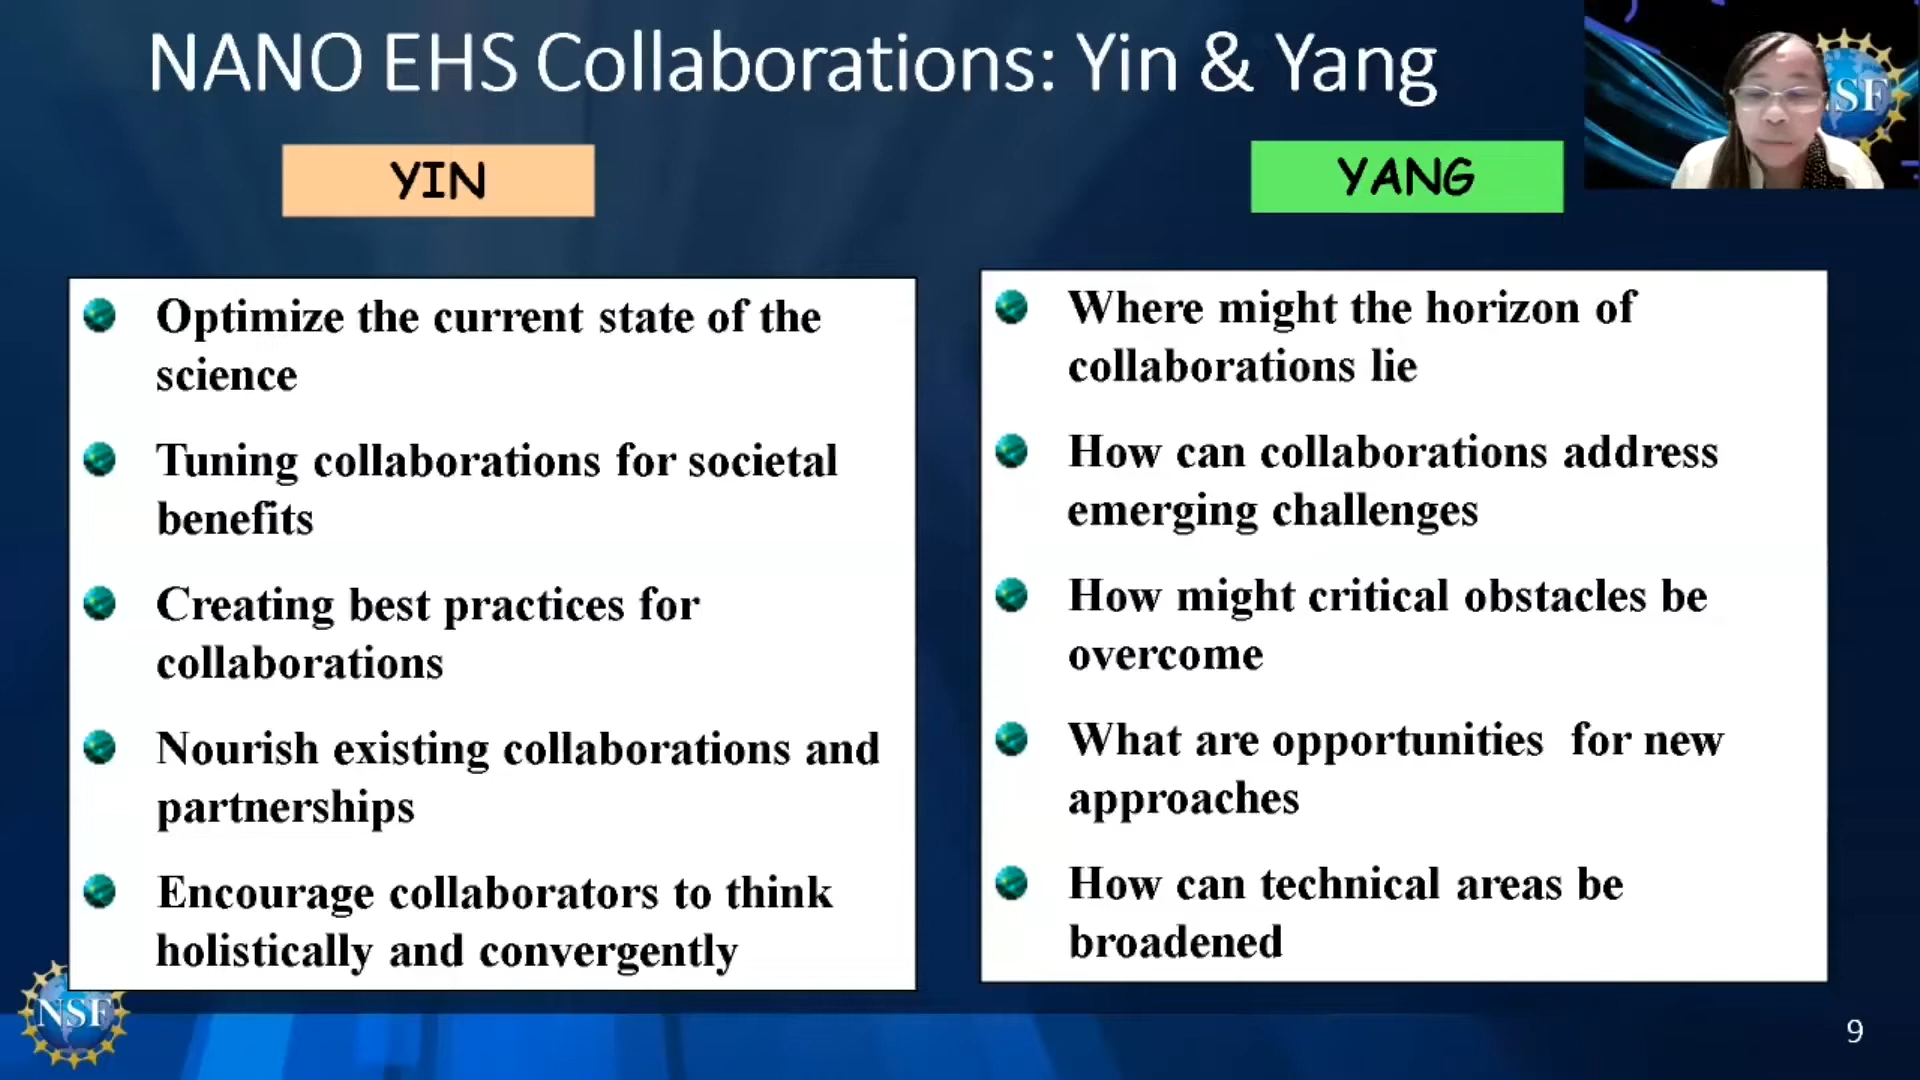 NANO EHS Collaborations: Yin & Yang
SF
YIN
YANG
Optimize the current state of the
science
Tuning collaborations for societal
benefits
Creating best practices for
collaborations
Nourish existing collaborations and
partnerships
Encourage collaborators to think
holistically and convergently
Where might the horizon of
collaborations lie
How can collaborations address
emerging challenges
How might critical obstacles be
overcome
What are opportunities for new
approaches
How can technical areas be
broadened
NSF
9